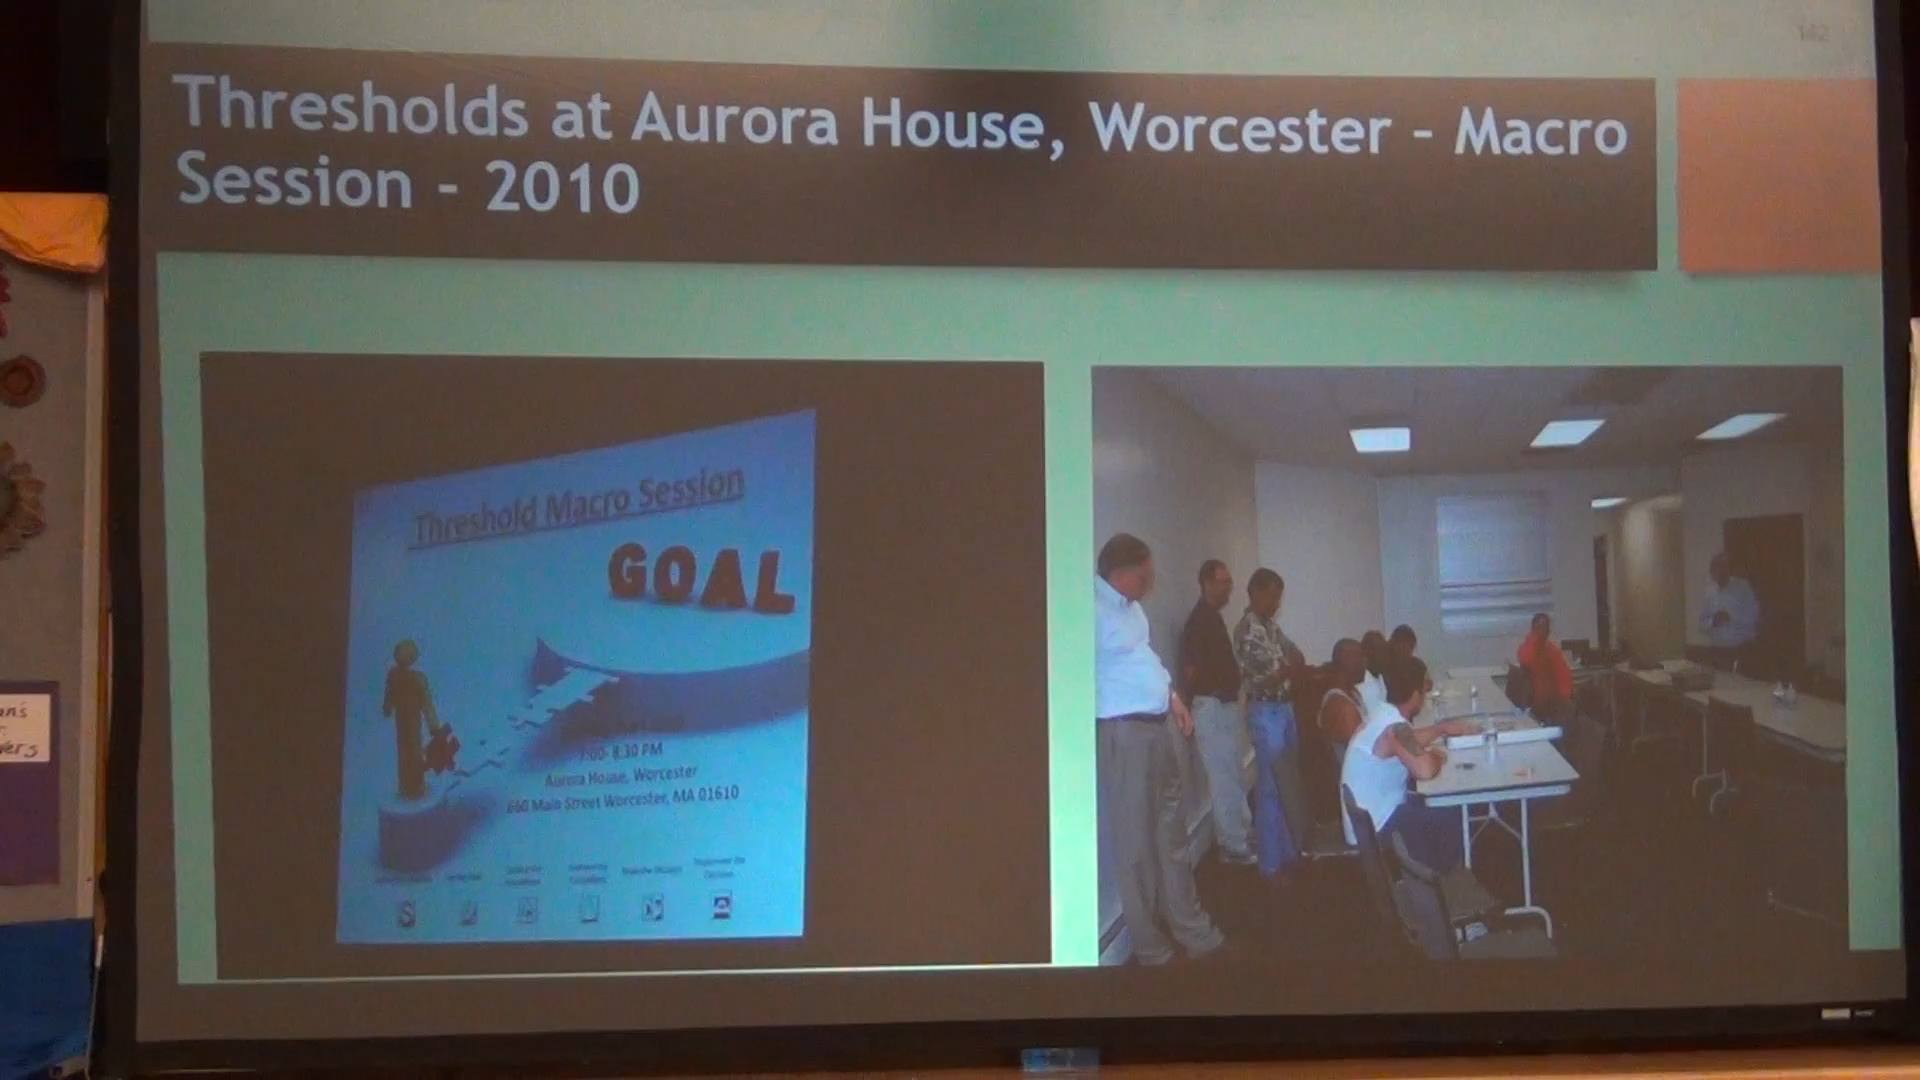 142
Thresholds at Aurora House, Worcester - Macro
Session - 2010
Threshold Macro Session
GOAL
7:00- 8:30 PM
Aurora House, Worcester
660 Main Street Worcester, MA 01610